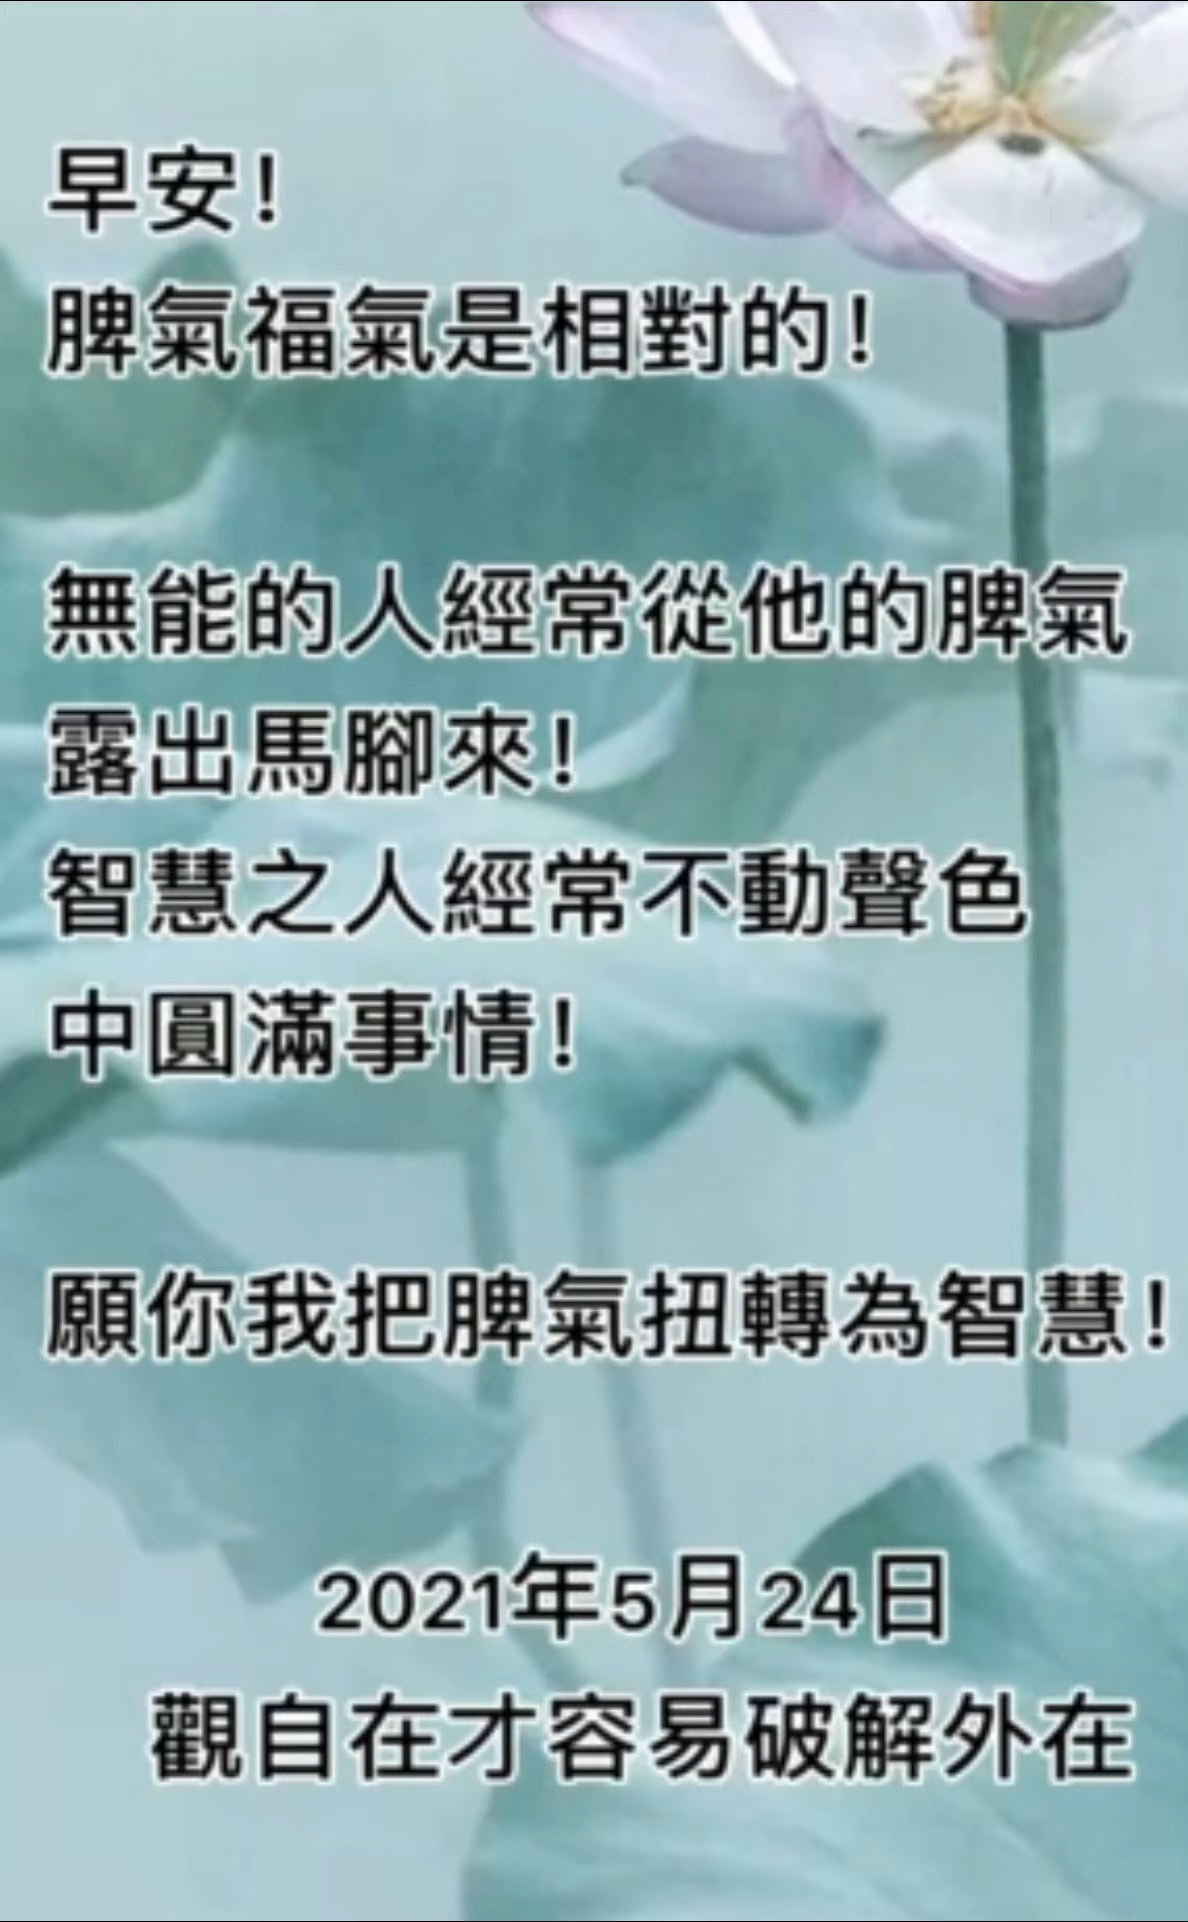 早安！
脾氣福氣是相對的！
無能的人經常從他的脾氣
露出馬腳來！
智慧之人經常不動聲色
中圓滿事情！
願你我把脾氣扭轉為智慧！
2021年5月24日
觀自在才容易破解外在